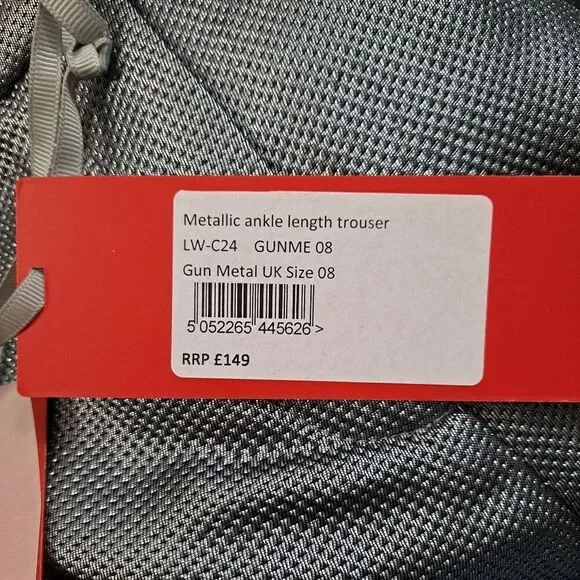 Metallic ankle length trouser
LW-C24 GUNME 08
Gun Metal UK Size 08
5 052265 445626 >
RRP £149